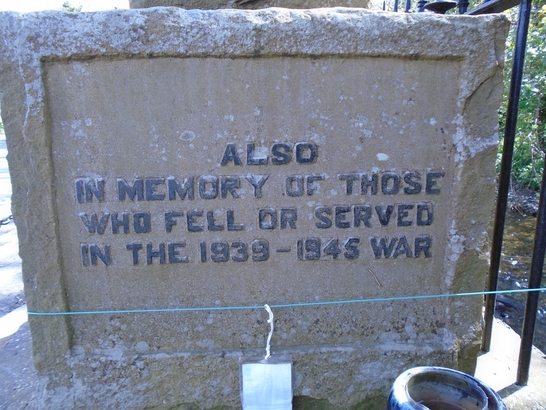 ALSO
IN MEMORY OF THOSE
WHO FELL OR SERVED
IN THE 1939-1945 WAR